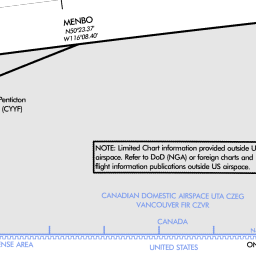 MENBO
N50°23.37'
W116°08.40'
Penticton
(CYYF)
NOTE: Limited Chart information provided outside U
airspace. Refer to DoD (NGA) or foreign charts and
flight information publications outside US airspace.
CANADIAN DOMESTIC AIRSPACE UTA CZEG
VANCOUVER FIR CZVR
CANADA
ENSE AREA
UNITED STATES
ON